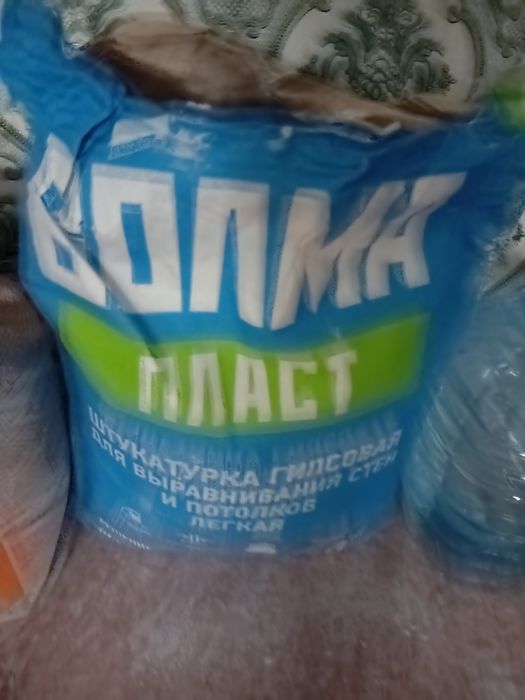 ВОЛМА
ПЛАСТ
ШТУКАТУРКА ГИПСОВАЯ
ДЛЯ ВЫРАВНИВАНИЯ СТЕН
И ПОТОЛКОВ
ЛЕГКАЯ